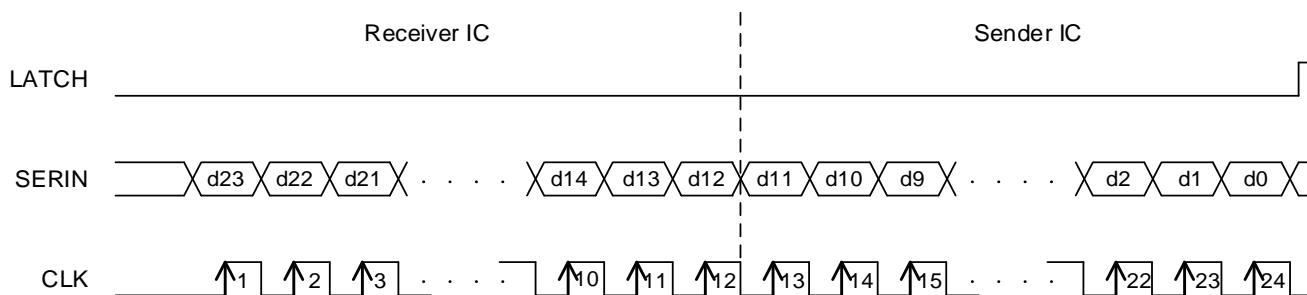 Receiver IC Sender IC
LATCH
SERIN d23 d22 d21 . . . . d14 d13 d12 d11 d10 d9 . . . . d2 d1 d0
CLK 1 2 3 . . . . 10 11 12 13 14 15 . . . . 22 23 24